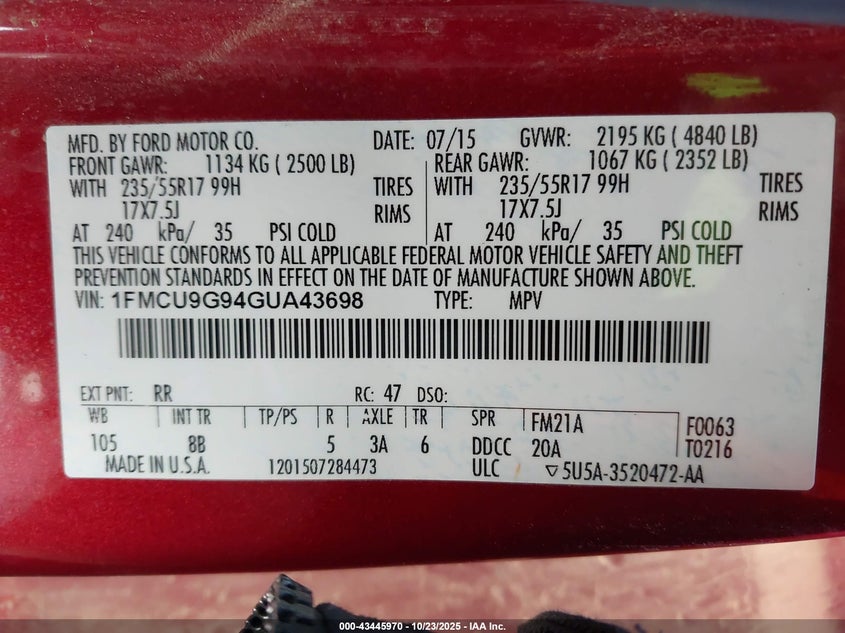 MFD. BY FORD MOTOR CO. DATE: 07/15 GVWR: 2195 KG ( 4840 LB)
FRONT GAWR: 1134 KG ( 2500 LB) REAR GAWR: 1067 KG ( 2352 LB)
WITH 235/55R17 99H TIRES WITH 235/55R17 99H TIRES
17X7.5J RIMS 17X7.5J RIMS
AT 240 kPa/ 35 PSI COLD AT 240 kPa/ 35 PSI COLD
THIS VEHICLE CONFORMS TO ALL APPLICABLE FEDERAL MOTOR VEHICLE SAFETY AND THEFT
PREVENTION STANDARDS IN EFFECT ON THE DATE OF MANUFACTURE SHOWN ABOVE.
VIN: 1FMCU9G94GUA43698 TYPE: MPV
EXT PNT: RR RC: 47 DSO:
WB INT TR TP/PS R AXLE TR SPR FM21A F0063
105 8B 5 3A 6 DDCC 20A T0216
MADE IN U.S.A. 1201507284473 ULC ▽5U5A-3520472-AA
000-43445970 - 10/23/2025 - IAA Inc.